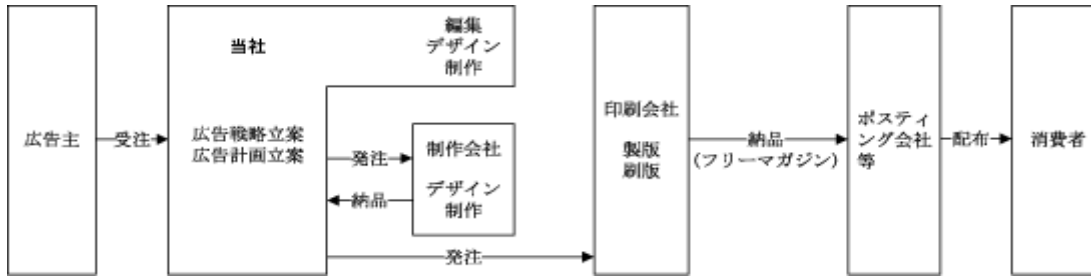 広告主
受注
当社
編集
デザイン
制作
広告戦略立案
広告計画立案
発注
納品
制作会社
デザイン
制作
発注
印刷会社
製版
刷版
納品
(フリーマガジン)
ポスティ
ング会社
等
配布
消費者